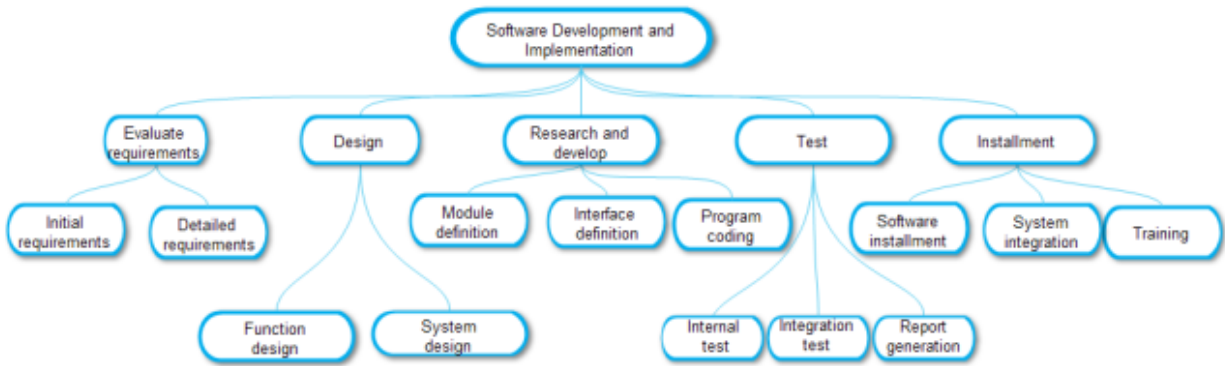 Software Development and
Implementation
Evaluate
requirements
Design
Research and
develop
Test
Installment
Initial
requirements
Detailed
requirements
Module
definition
Interface
definition
Program
coding
Software
installment
System
integration
Training
Function
design
System
design
Internal
test
Integration
test
Report
generation